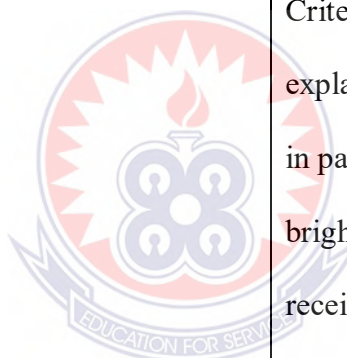 Crite
expla
in pa
brigh
recei
EDUCATION FOR SERVICE